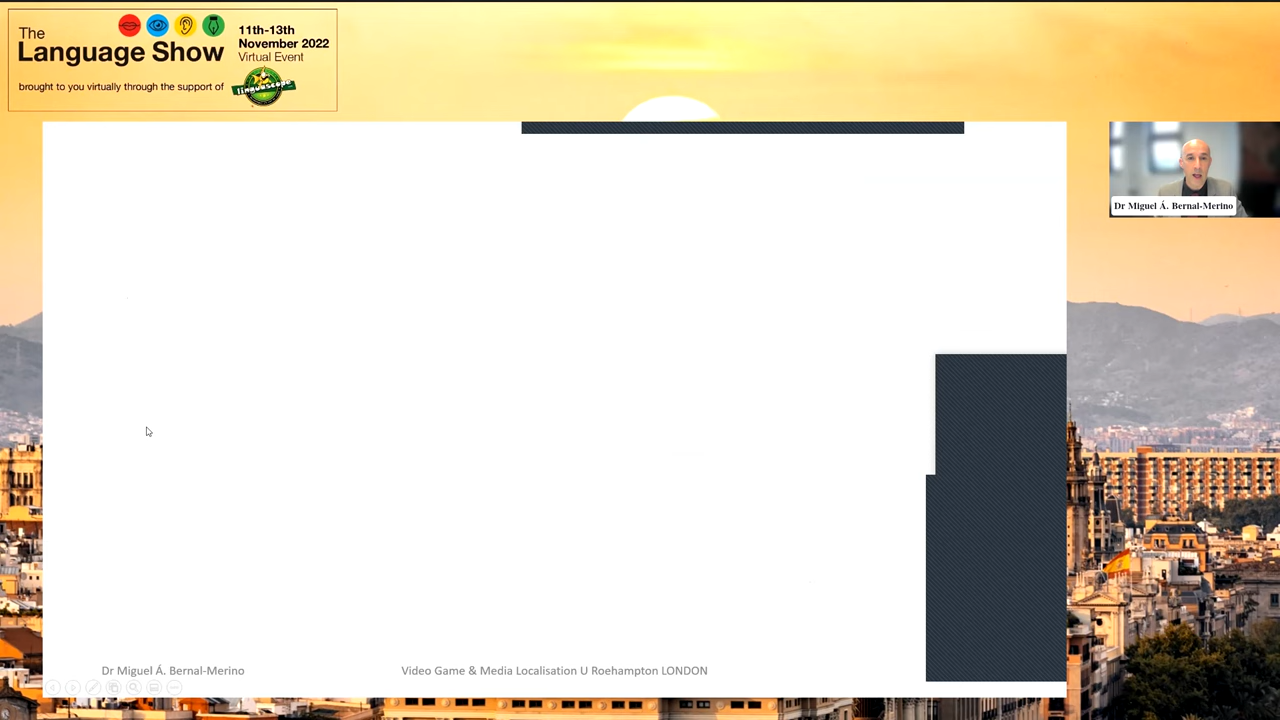 The
Language Show
11th-13th
November 2022
Virtual Event
brought to you virtually through the support of
linguascope
Dr Miguel Á. Bernal-Merino
Dr Miguel Á. Bernal-Merino
Video Game & Media Localisation U Roehampton LONDON